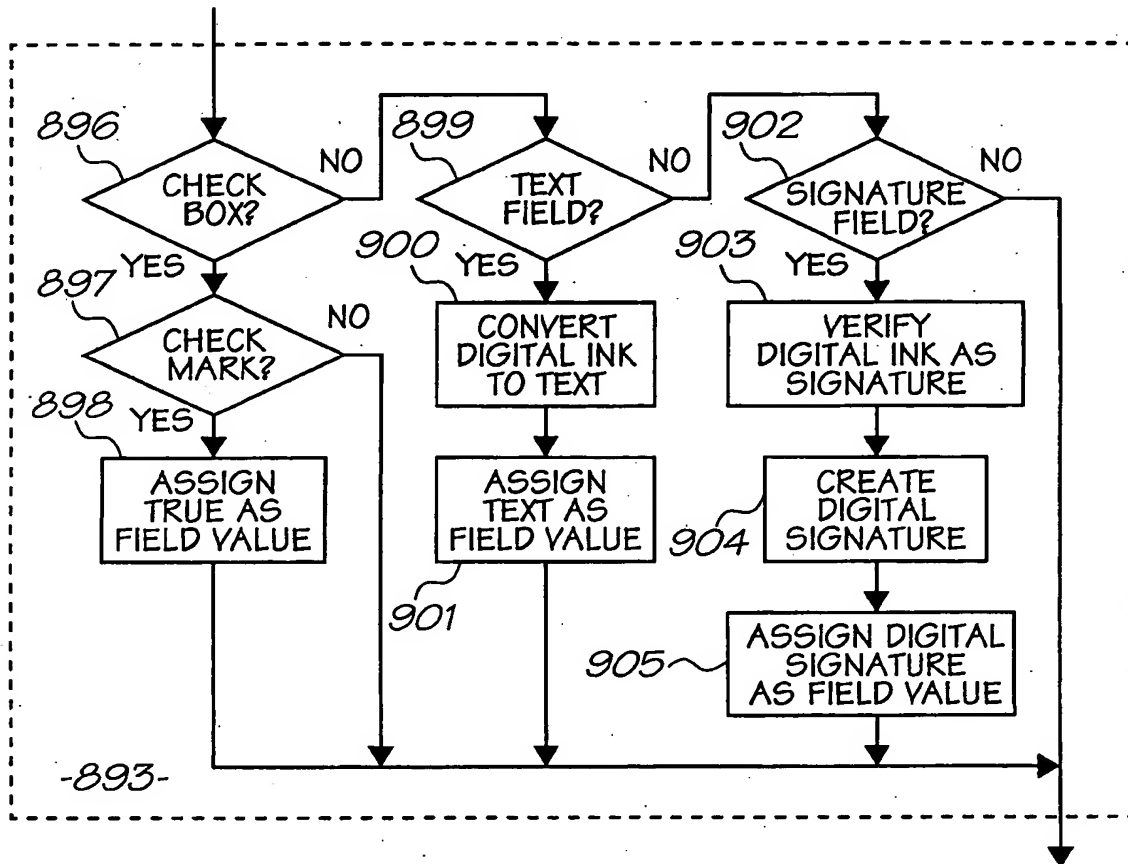 896
CHECK
BOX?
NO
YES
897
CHECK
MARK?
NO
YES
898
ASSIGN
TRUE AS
FIELD VALUE
899
TEXT
FIELD?
NO
YES
900
CONVERT
DIGITAL INK
TO TEXT
ASSIGN
TEXT AS
FIELD VALUE
901
902
SIGNATURE
FIELD?
NO
YES
903
VERIFY
DIGITAL INK AS
SIGNATURE
CREATE
DIGITAL
SIGNATURE
904
ASSIGN DIGITAL
SIGNATURE
AS FIELD VALUE
905
-893-